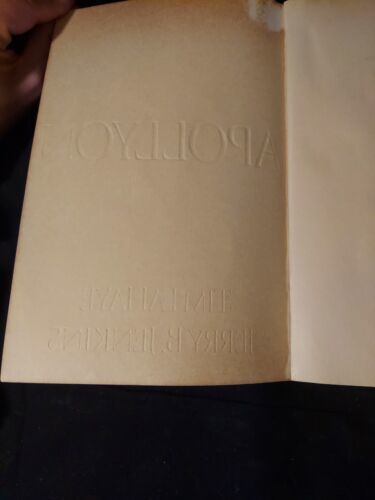 APOLLYON
TIM LAHAYE
JERRY B. JENKINS